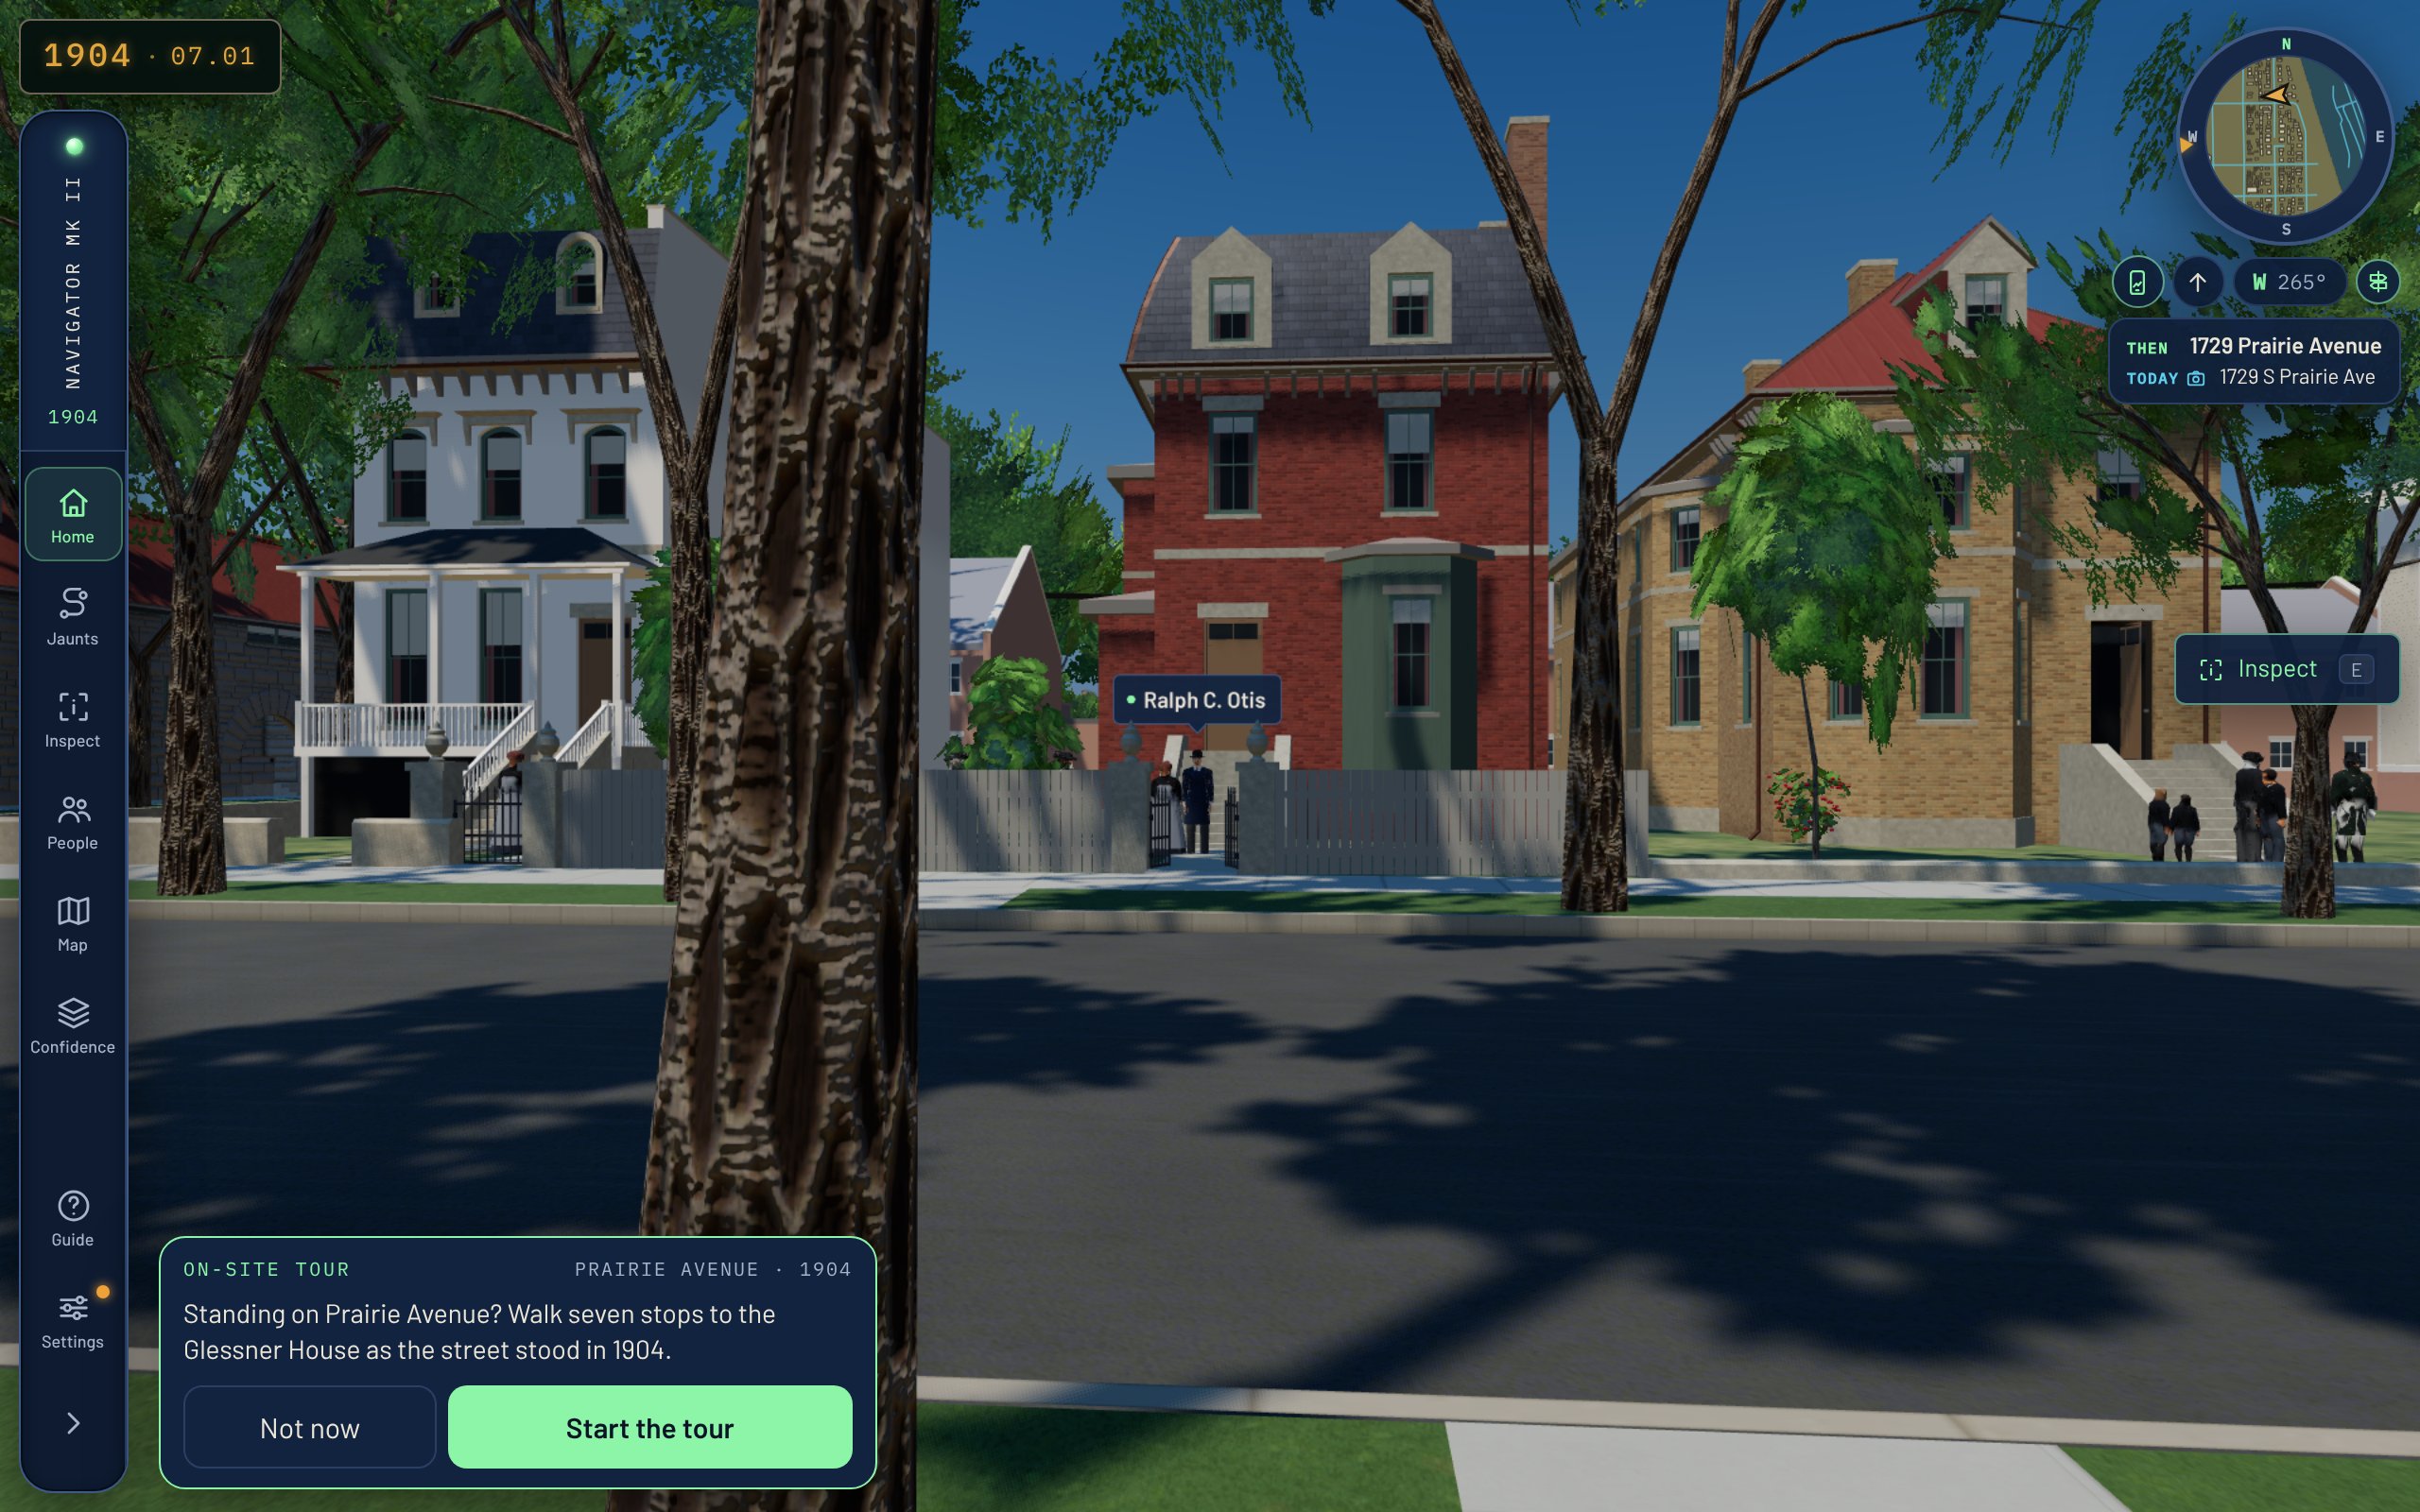 1904 · 07.01
NAVIGATOR MK II
1904
Home
Jaunts
Inspect
People
Map
Confidence
Guide
Settings
N
W
E
S
W 265°
THEN 1729 Prairie Avenue
TODAY 1729 S Prairie Ave
Inspect E
Ralph C. Otis
ON-SITE TOUR PRAIRIE AVENUE · 1904
Standing on Prairie Avenue? Walk seven stops to the
Glessner House as the street stood in 1904.
Not now Start the tour